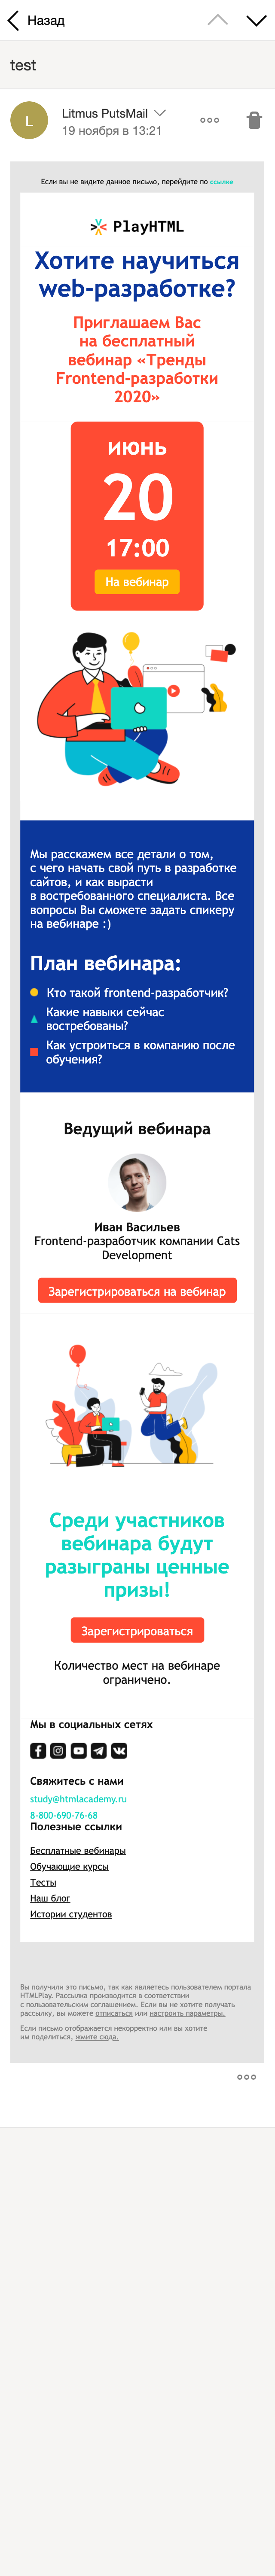 Назад
test
L
Litmus PutsMail
19 ноября в 13:21
Если вы не видите данное письмо, перейдите по ссылке
PlayHTML
Хотите научиться
web-разработке?
Приглашаем Вас
на бесплатный
вебинар «Тренды
Frontend-разработки
2020»
июнь
20
17:00
На вебинар
Мы расскажем все детали о том,
с чего начать свой путь в разработке
сайтов, и как вырасти
в востребованного специалиста. Все
вопросы Вы сможете задать спикеру
на вебинаре :)
План вебинара:
Кто такой frontend-разработчик?
Какие навыки сейчас
востребованы?
Как устроиться в компанию после
обучения?
Ведущий вебинара
Иван Васильев
Frontend-разработчик компании Cats
Development
Зарегистрироваться на вебинар
Среди участников
вебинара будут
разыграны ценные
призы!
Зарегистрироваться
Количество мест на вебинаре
ограничено.
Мы в социальных сетях
Свяжитесь с нами
study@htmlacademy.ru
8-800-690-76-68
Полезные ссылки
Бесплатные вебинары
Обучающие курсы
Тесты
Наш блог
Истории студентов
Вы получили это письмо, так как являетесь пользователем портала
HTMLPlay. Рассылка производится в соответствии
с пользовательским соглашением. Если вы не хотите получать
рассылку, вы можете отписаться или настроить параметры.
Если письмо отображается некорректно или вы хотите
им поделиться, жмите сюда.